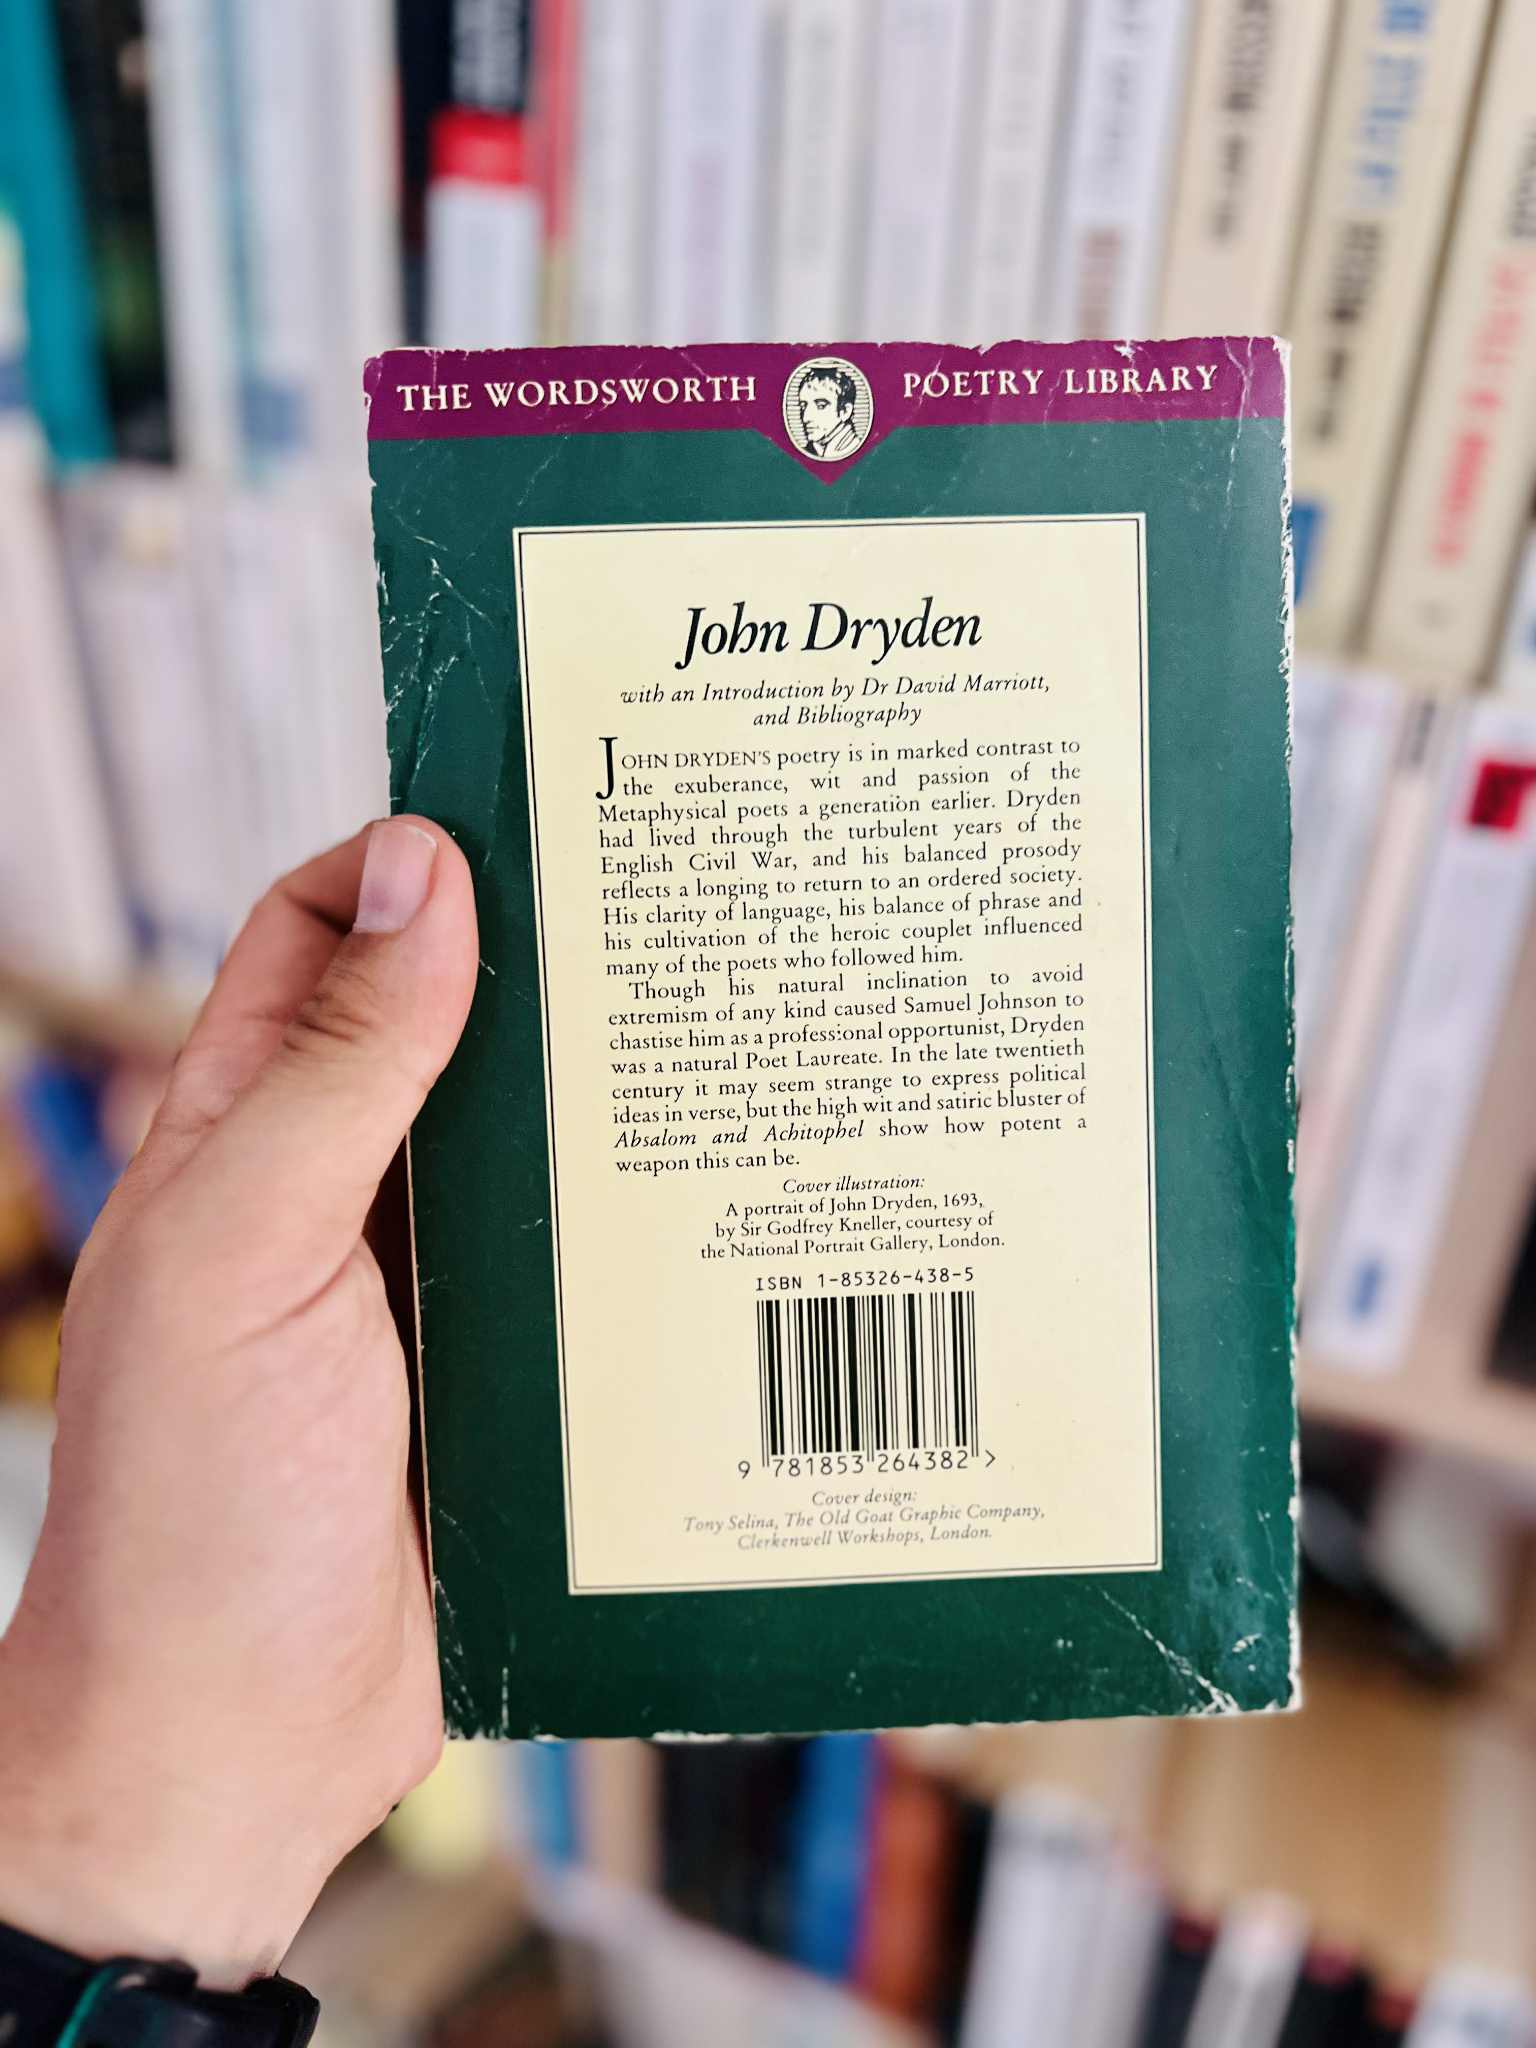 THE WORDSWORTH POETRY LIBRARY
John Dryden
with an Introduction by Dr David Marriott,
and Bibliography
JOHN DRYDEN'S poetry is in marked contrast to
the exuberance, wit and passion of the
Metaphysical poets a generation earlier. Dryden
had lived through the turbulent years of the
English Civil War, and his balanced prosody
reflects a longing to return to an ordered society.
His clarity of language, his balance of phrase and
his cultivation of the heroic couplet influenced
many of the poets who followed him.
Though his natural inclination to avoid
extremism of any kind caused Samuel Johnson to
chastise him as a professional opportunist, Dryden
was a natural Poet Laureate. In the late twentieth
century it may seem strange to express political
ideas in verse, but the high wit and satiric bluster of
Absalom and Achitophel show how potent a
weapon this can be.
Cover illustration:
A portrait of John Dryden, 1693,
by Sir Godfrey Kneller, courtesy of
the National Portrait Gallery, London.
ISBN 1-85326-438-5
9 781853 264382 >
Cover design:
Tony Selina, The Old Goat Graphic Company,
Clerkenwell Workshops, London.